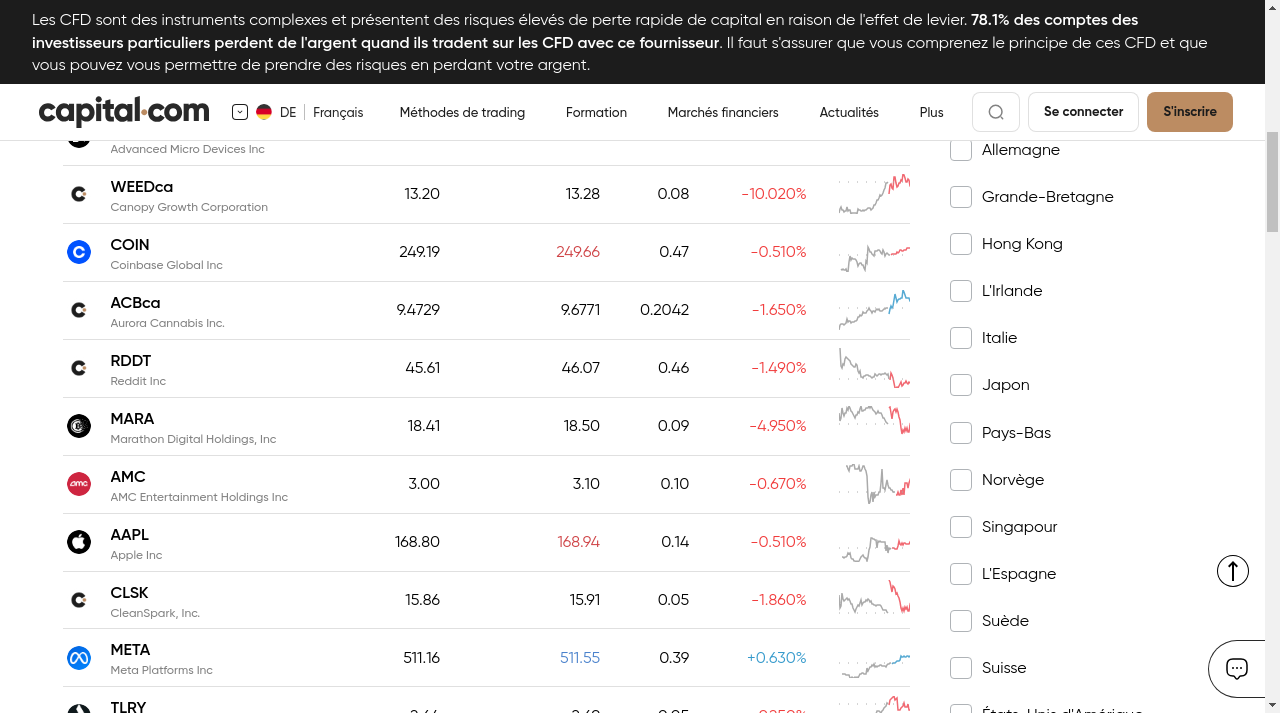 Les CFD sont des instruments complexes et présentent des risques élevés de perte rapide de capital en raison de l'effet de levier. 78.1% des comptes des
investisseurs particuliers perdent de l'argent quand ils tradent sur les CFD avec ce fournisseur. Il faut s'assurer que vous comprenez le principe de ces CFD et que
vous pouvez vous permettre de prendre des risques en perdant votre argent.
capital.com DE Français Méthodes de trading Formation Marchés financiers Actualités Plus Se connecter S'inscrire
Advanced Micro Devices Inc
WEEDca 13.20 13.28 0.08 -10.020%
Canopy Growth Corporation
COIN 249.19 249.66 0.47 -0.510%
Coinbase Global Inc
ACBca 9.4729 9.6771 0.2042 -1.650%
Aurora Cannabis Inc.
RDDT 45.61 46.07 0.46 -1.490%
Reddit Inc
MARA 18.41 18.50 0.09 -4.950%
Marathon Digital Holdings, Inc
AMC 3.00 3.10 0.10 -0.670%
AMC Entertainment Holdings Inc
AAPL 168.80 168.94 0.14 -0.510%
Apple Inc
CLSK 15.86 15.91 0.05 -1.860%
CleanSpark, Inc.
META 511.16 511.55 0.39 +0.630%
Meta Platforms Inc
TLRY
Allemagne
Grande-Bretagne
Hong Kong
L'Irlande
Italie
Japon
Pays-Bas
Norvège
Singapour
L'Espagne
Suède
Suisse
États-Unis d'Amérique